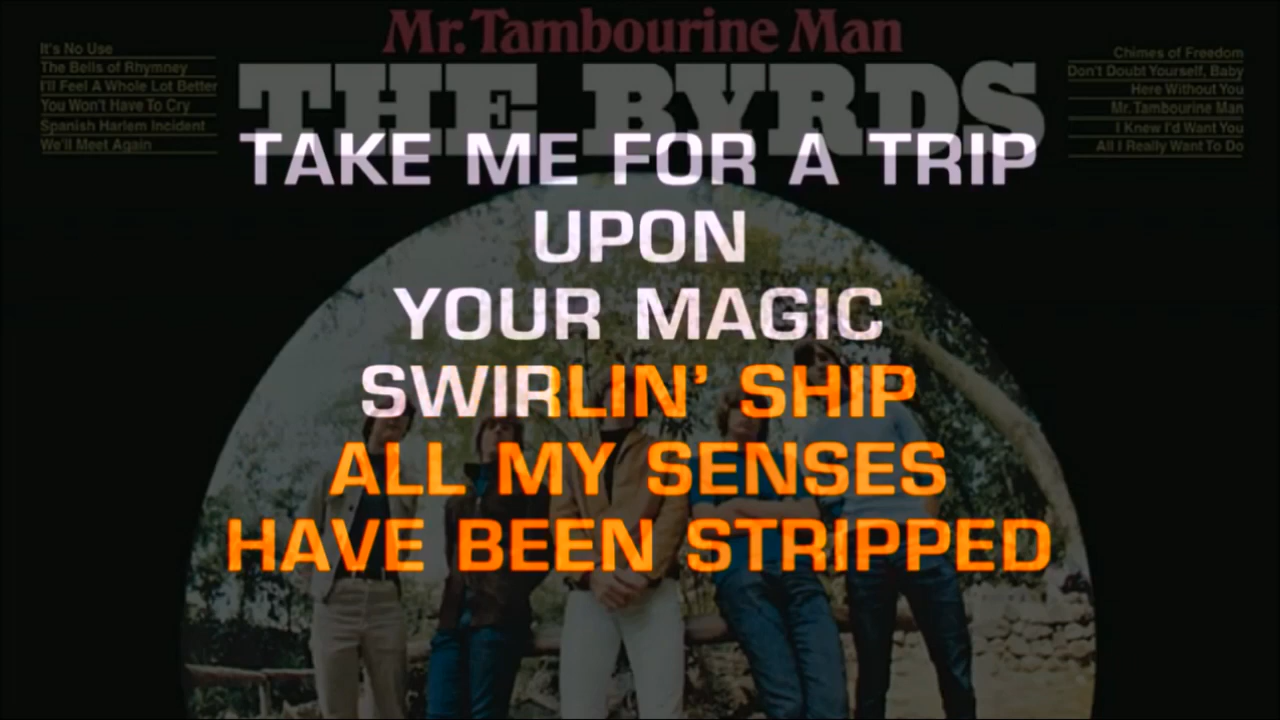 Mr. Tambourine Man
THE BYRDS
It's No Use
The Bells of Rhymney
I'll Feel A Whole Lot Better
You Won't Have To Cry
Spanish Harlem Incident
We'll Meet Again
Chimes of Freedom
Don't Doubt Yourself, Baby
Here Without You
Mr. Tambourine Man
I Knew I'd Want You
All I Really Want To Do
TAKE ME FOR A TRIP
UPON
YOUR MAGIC
SWIRLIN' SHIP
ALL MY SENSES
HAVE BEEN STRIPPED